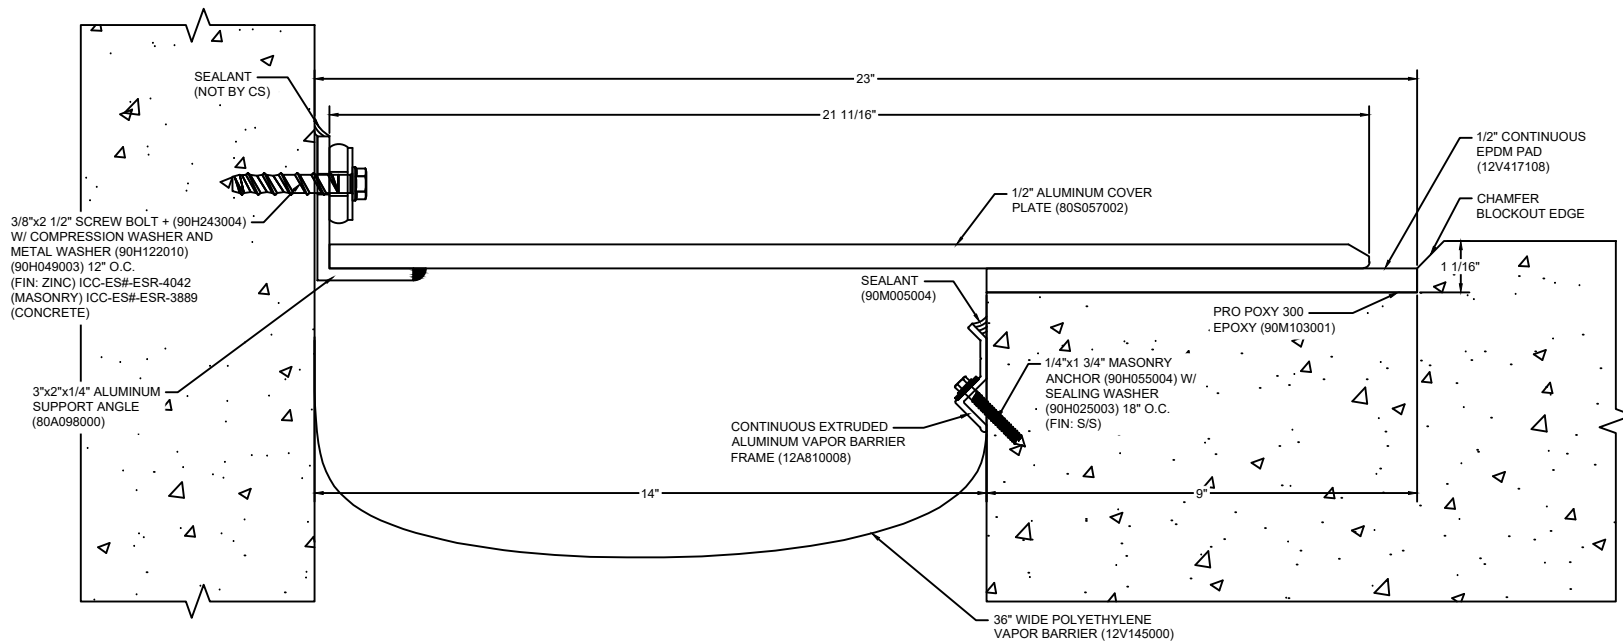 23"
SEALANT
(NOT BY CS)
21 11/16"
1/2" CONTINUOUS
EPDM PAD
(12V417108)
1/2" ALUMINUM COVER
PLATE (80S057002)
CHAMFER
BLOCKOUT EDGE
3/8"x2 1/2" SCREW BOLT + (90H243004)
W/ COMPRESSION WASHER AND
METAL WASHER (90H122010)
(90H049003) 12" O.C.
(FIN: ZINC) ICC-ES#-ESR-4042
(MASONRY) ICC-ES#-ESR-3889
(CONCRETE)
1 1/16"
SEALANT
(90M005004)
PRO POXY 300
EPOXY (90M103001)
1/4"x1 3/4" MASONRY
ANCHOR (90H055004) W/
SEALING WASHER
(90H025003) 18" O.C.
(FIN: S/S)
3"x2"x1/4" ALUMINUM
SUPPORT ANGLE
(80A098000)
CONTINUOUS EXTRUDED
ALUMINUM VAPOR BARRIER
FRAME (12A810008)
14"
9"
36" WIDE POLYETHYLENE
VAPOR BARRIER (12V145000)